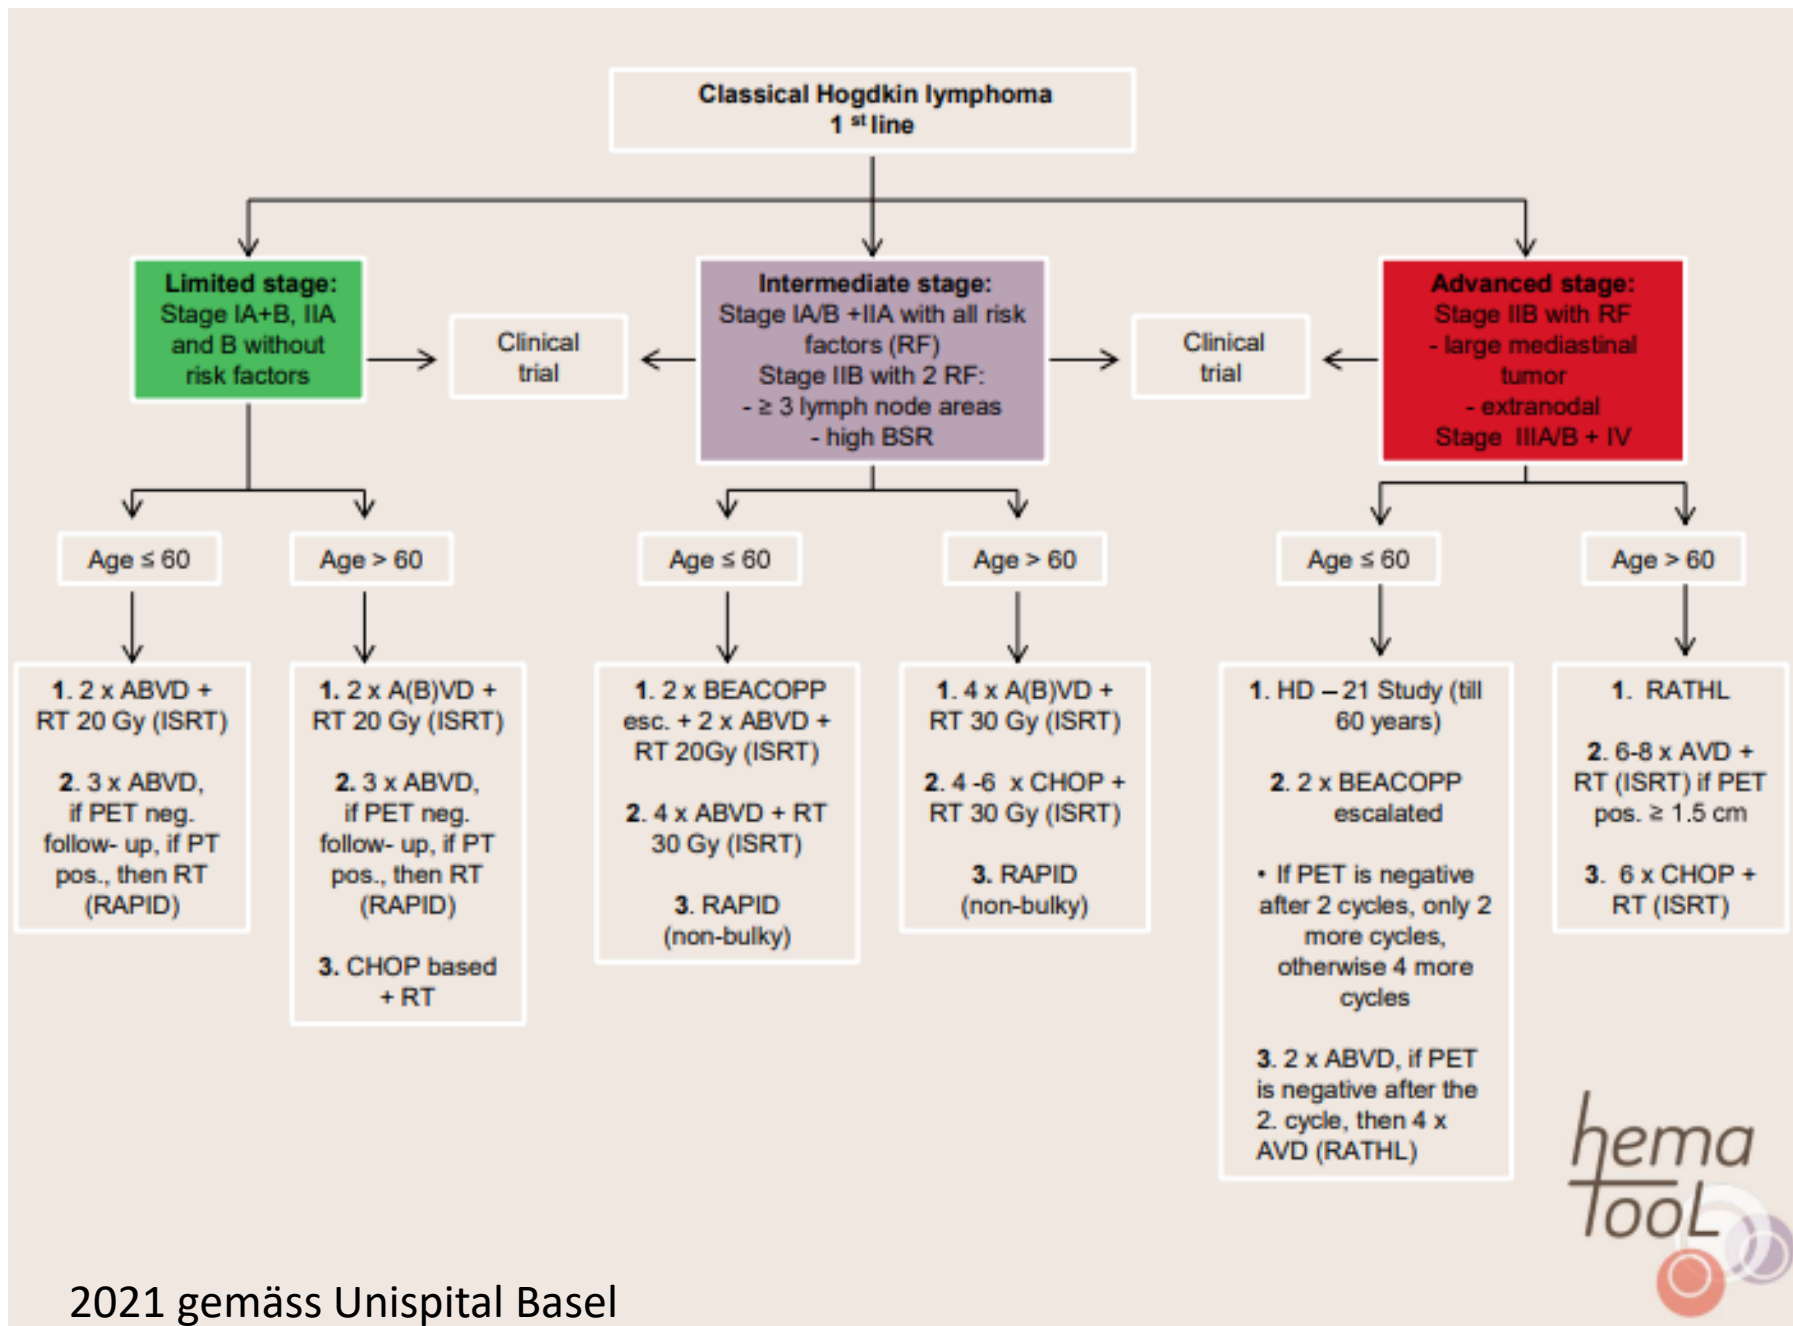 Classical Hogdkin lymphoma
1 st line
Limited stage:
Stage IA+B, IIA
and B without
risk factors
Clinical
trial
Intermediate stage:
Stage IA/B +IIA with all risk
factors (RF)
Stage IIB with 2 RF:
- ≥ 3 lymph node areas
- high BSR
Clinical
trial
Advanced stage:
Stage IIB with RF
- large mediastinal
tumor
- extranodal
Stage IIIA/B + IV
Age ≤ 60
Age > 60
Age ≤ 60
Age > 60
Age ≤ 60
Age > 60
1. 2 x ABVD +
RT 20 Gy (ISRT)
2. 3 x ABVD,
if PET neg.
follow- up, if PT
pos., then RT
(RAPID)
1. 2 x A(B)VD +
RT 20 Gy (ISRT)
2. 3 x ABVD,
if PET neg.
follow- up, if PT
pos., then RT
(RAPID)
3. CHOP based
+ RT
1. 2 x BEACOPP
esc. + 2 x ABVD +
RT 20Gy (ISRT)
2. 4 x ABVD + RT
30 Gy (ISRT)
3. RAPID
(non-bulky)
1. 4 x A(B)VD +
RT 30 Gy (ISRT)
2. 4 -6 x CHOP +
RT 30 Gy (ISRT)
3. RAPID
(non-bulky)
1. HD – 21 Study (till
60 years)
2. 2 x BEACOPP
escalated
• If PET is negative
after 2 cycles, only 2
more cycles,
otherwise 4 more
cycles
3. 2 x ABVD, if PET
is negative after the
2. cycle, then 4 x
AVD (RATHL)
1. RATHL
2. 6-8 x AVD +
RT (ISRT) if PET
pos. ≥ 1.5 cm
3. 6 x CHOP +
RT (ISRT)
hema
tooL
2021 gemäss Unispital Basel